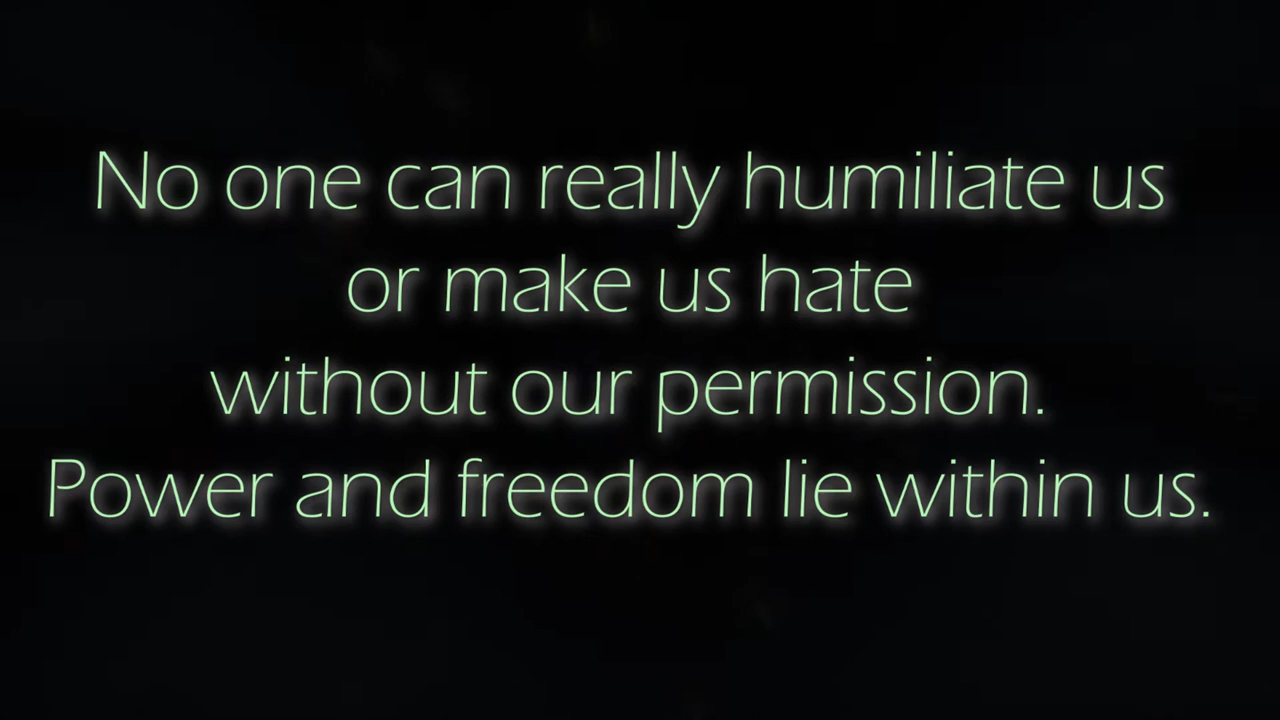 No one can really humiliate us
or make us hate
without our permission.
Power and freedom lie within us.